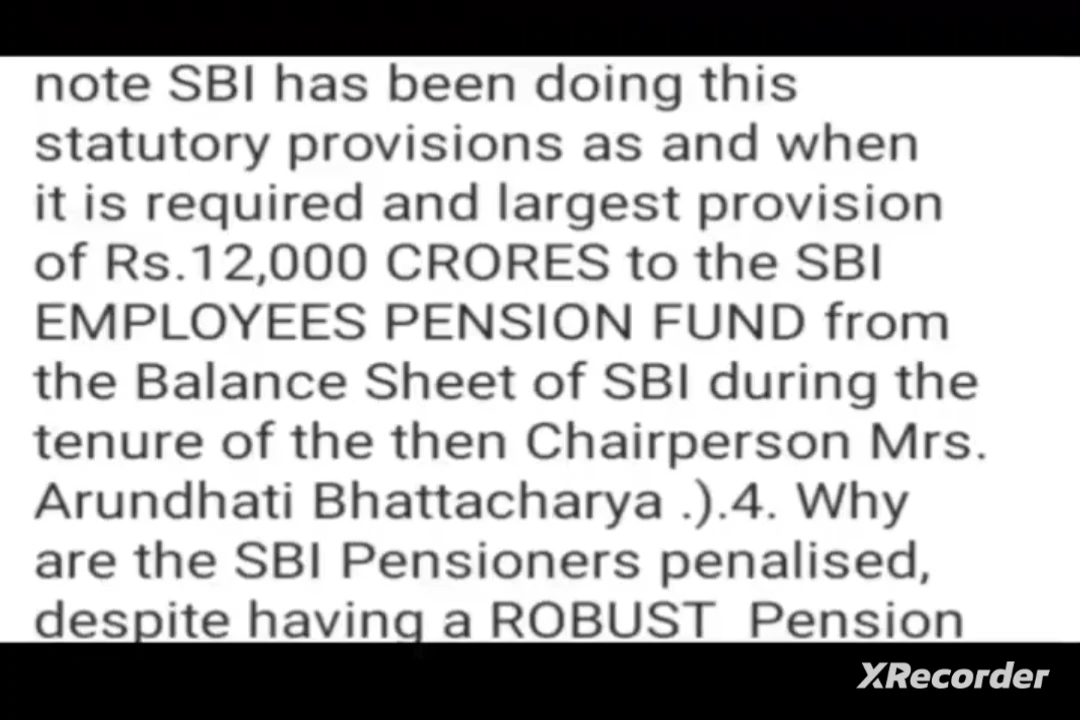 note SBI has been doing this
statutory provisions as and when
it is required and largest provision
of Rs.12,000 CRORES to the SBI
EMPLOYEES PENSION FUND from
the Balance Sheet of SBI during the
tenure of the then Chairperson Mrs.
Arundhati Bhattacharya .).4. Why
are the SBI Pensioners penalised,
despite having a ROBUST  Pension
XRecorder